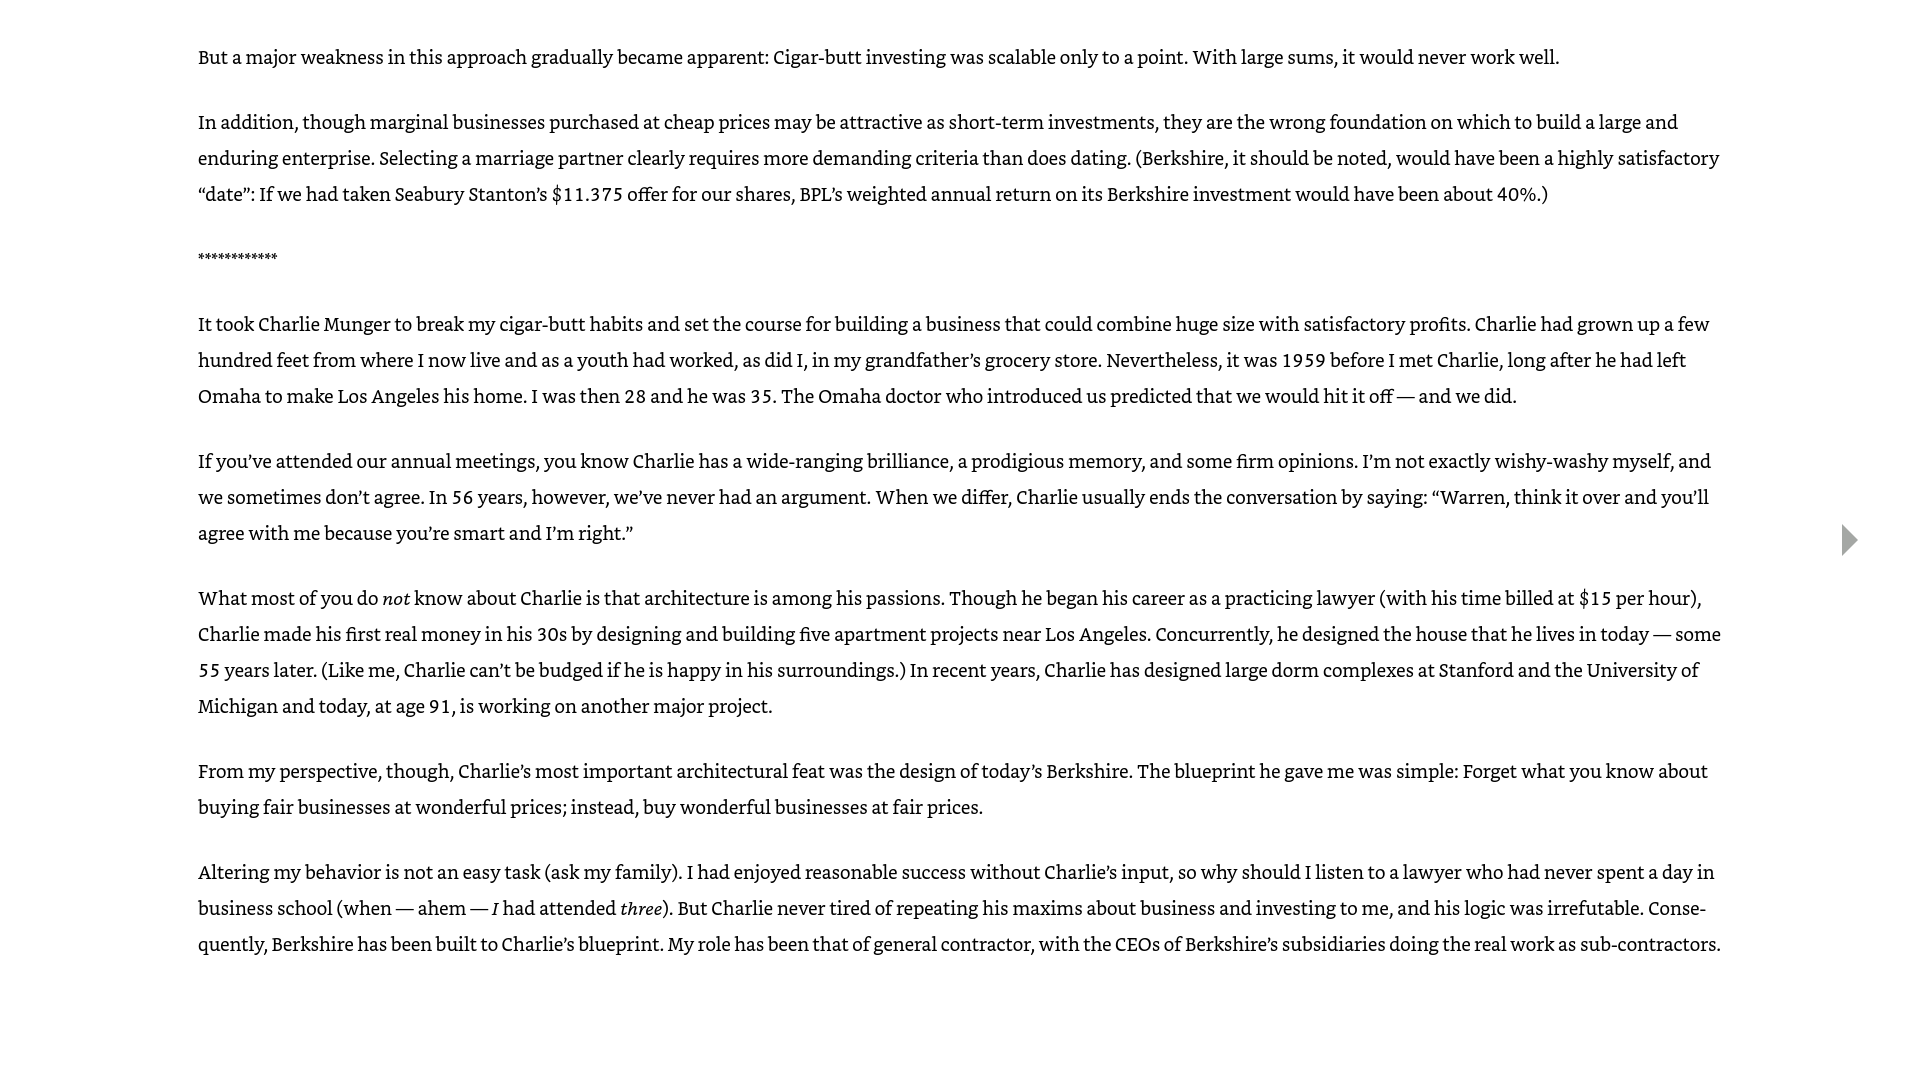 But a major weakness in this approach gradually became apparent: Cigar-butt investing was scalable only to a point. With large sums, it would never work well.
In addition, though marginal businesses purchased at cheap prices may be attractive as short-term investments, they are the wrong foundation on which to build a large and
enduring enterprise. Selecting a marriage partner clearly requires more demanding criteria than does dating. (Berkshire, it should be noted, would have been a highly satisfactory
“date”: If we had taken Seabury Stanton’s $11.375 offer for our shares, BPL’s weighted annual return on its Berkshire investment would have been about 40%.)
************
It took Charlie Munger to break my cigar-butt habits and set the course for building a business that could combine huge size with satisfactory profits. Charlie had grown up a few
hundred feet from where I now live and as a youth had worked, as did I, in my grandfather’s grocery store. Nevertheless, it was 1959 before I met Charlie, long after he had left
Omaha to make Los Angeles his home. I was then 28 and he was 35. The Omaha doctor who introduced us predicted that we would hit it off — and we did.
If you’ve attended our annual meetings, you know Charlie has a wide-ranging brilliance, a prodigious memory, and some firm opinions. I’m not exactly wishy-washy myself, and
we sometimes don’t agree. In 56 years, however, we’ve never had an argument. When we differ, Charlie usually ends the conversation by saying: “Warren, think it over and you’ll
agree with me because you’re smart and I’m right.”
What most of you do not know about Charlie is that architecture is among his passions. Though he began his career as a practicing lawyer (with his time billed at $15 per hour),
Charlie made his first real money in his 30s by designing and building five apartment projects near Los Angeles. Concurrently, he designed the house that he lives in today — some
55 years later. (Like me, Charlie can’t be budged if he is happy in his surroundings.) In recent years, Charlie has designed large dorm complexes at Stanford and the University of
Michigan and today, at age 91, is working on another major project.
From my perspective, though, Charlie’s most important architectural feat was the design of today’s Berkshire. The blueprint he gave me was simple: Forget what you know about
buying fair businesses at wonderful prices; instead, buy wonderful businesses at fair prices.
Altering my behavior is not an easy task (ask my family). I had enjoyed reasonable success without Charlie’s input, so why should I listen to a lawyer who had never spent a day in
business school (when — ahem — I had attended three). But Charlie never tired of repeating his maxims about business and investing to me, and his logic was irrefutable. Conse-
quently, Berkshire has been built to Charlie’s blueprint. My role has been that of general contractor, with the CEOs of Berkshire’s subsidiaries doing the real work as sub-contractors.